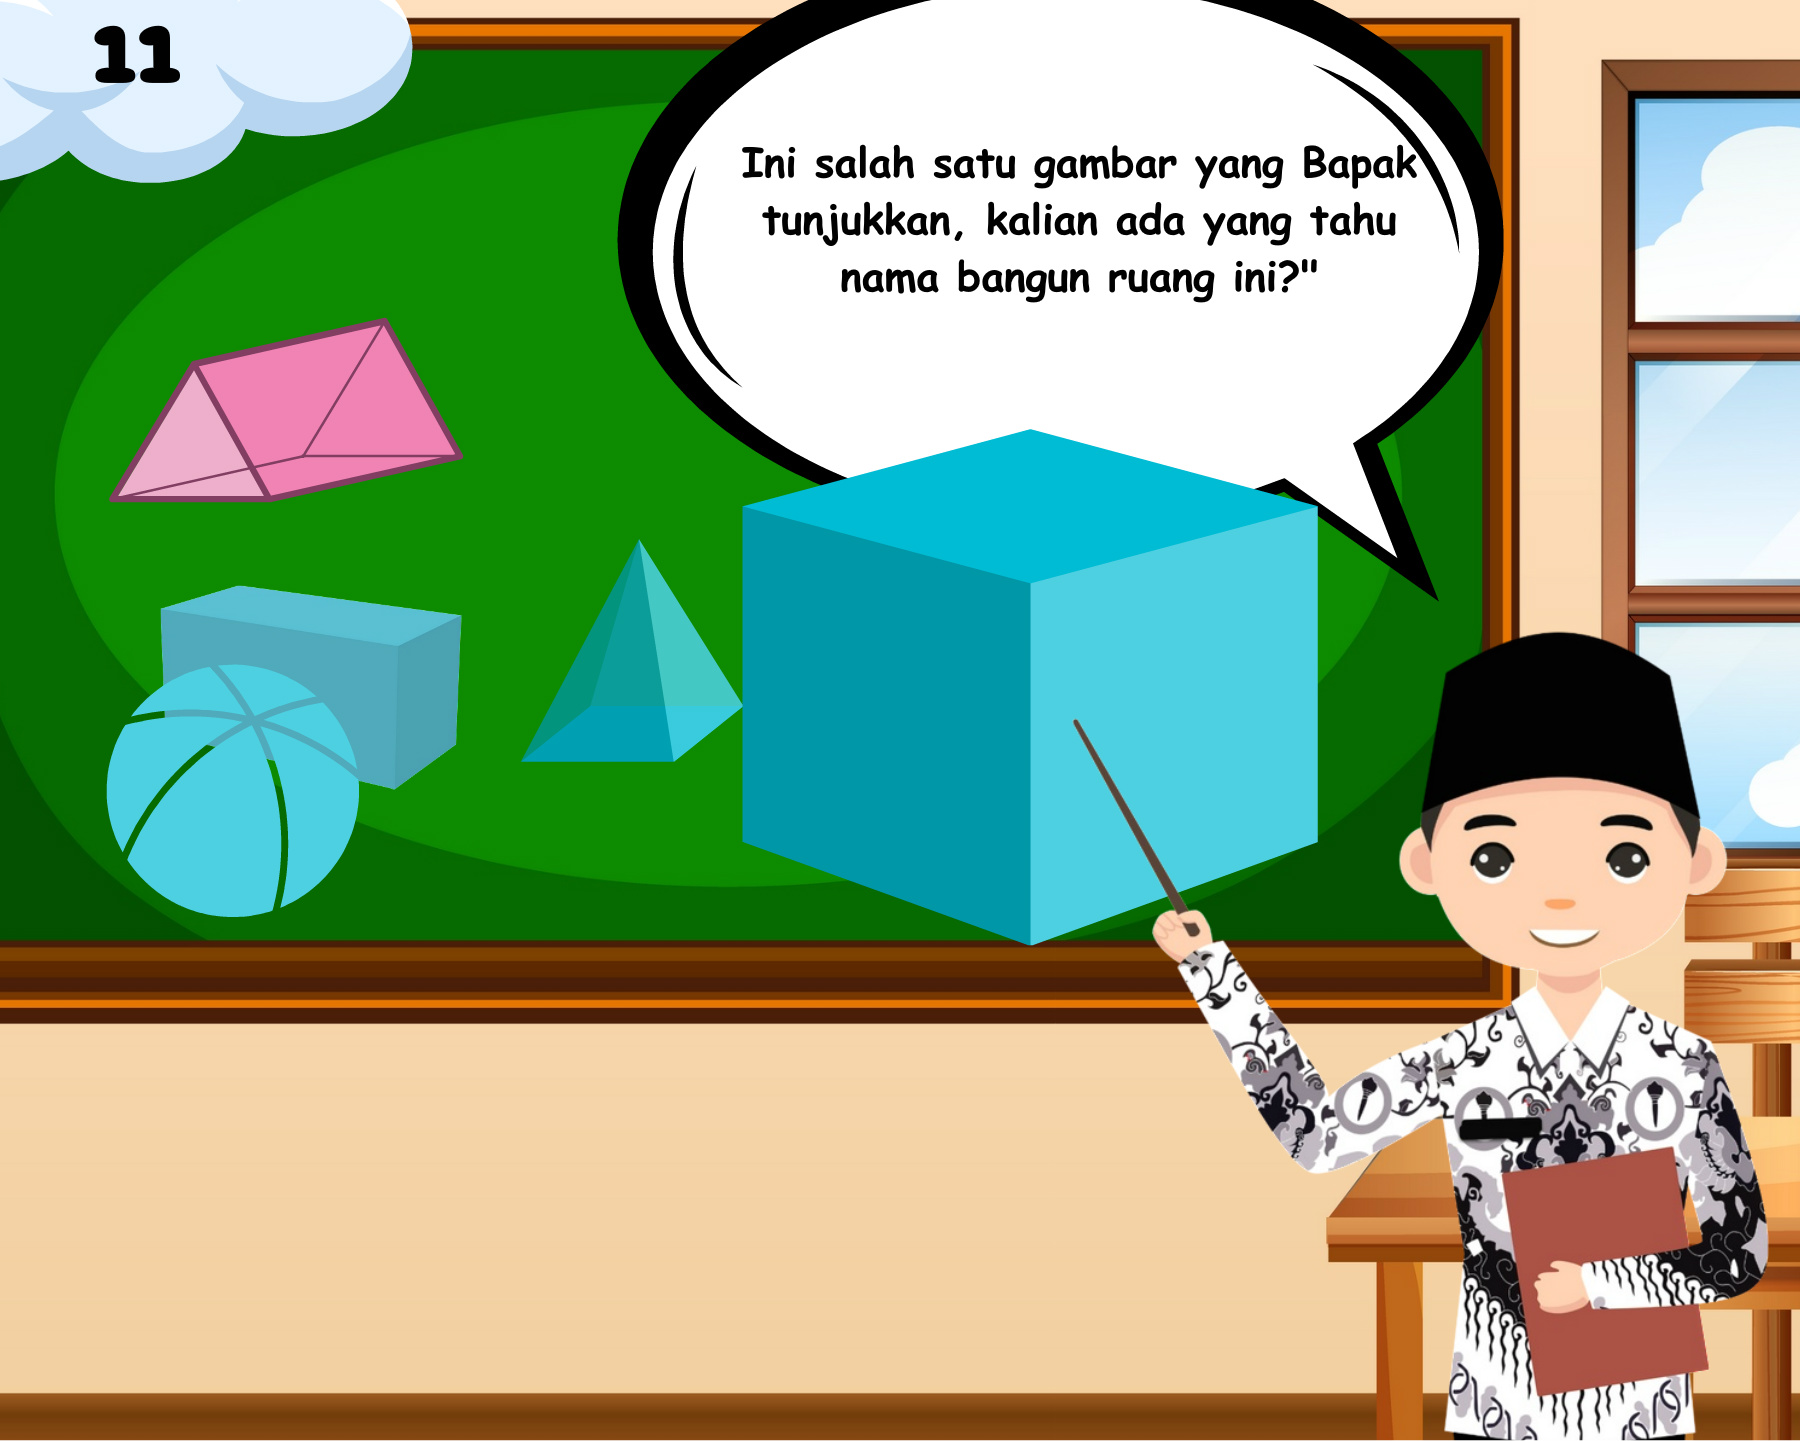 11
Ini salah satu gambar yang Bapak
tunjukkan, kalian ada yang tahu
nama bangun ruang ini?"